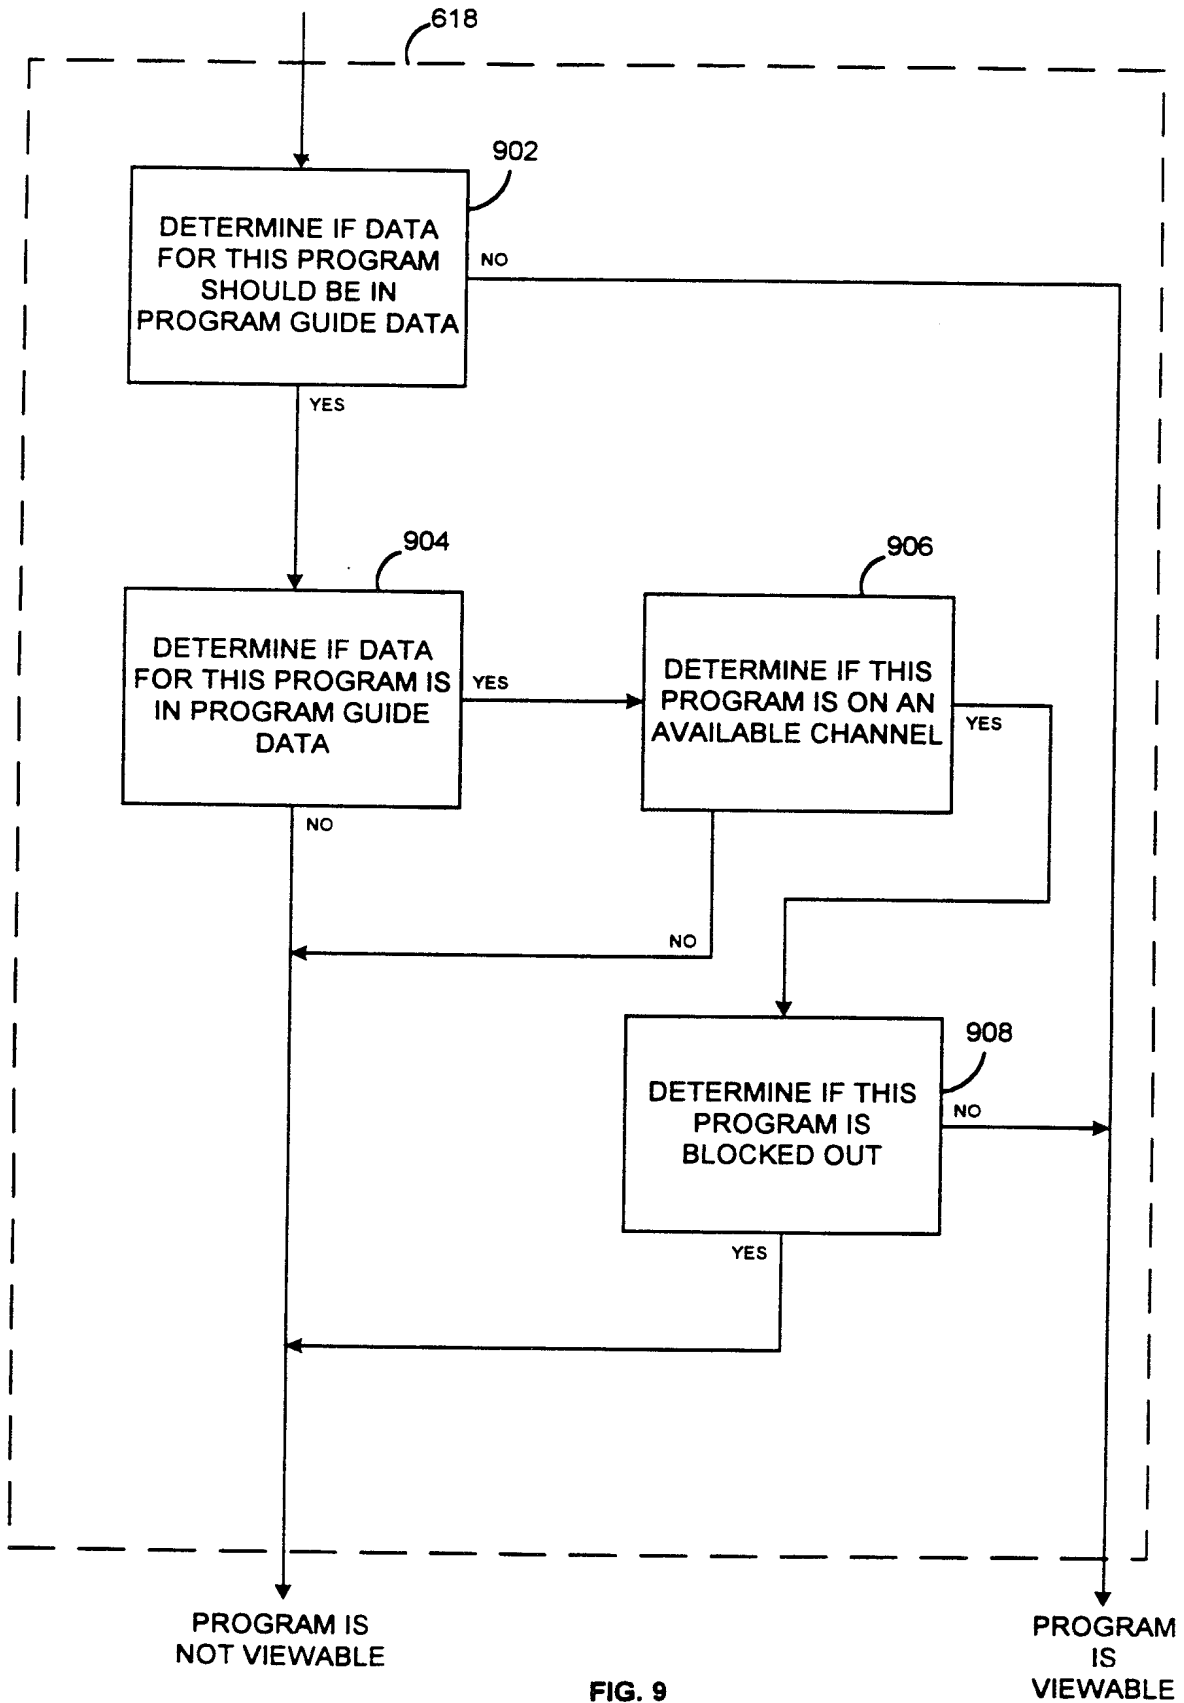 618
902
DETERMINE IF DATA
FOR THIS PROGRAM
SHOULD BE IN
PROGRAM GUIDE DATA
NO
YES
904
906
DETERMINE IF DATA
FOR THIS PROGRAM IS
IN PROGRAM GUIDE
DATA
YES
DETERMINE IF THIS
PROGRAM IS ON AN
AVAILABLE CHANNEL
YES
NO
NO
908
DETERMINE IF THIS
PROGRAM IS
BLOCKED OUT
NO
YES
PROGRAM IS
NOT VIEWABLE
PROGRAM
IS
VIEWABLE
FIG. 9